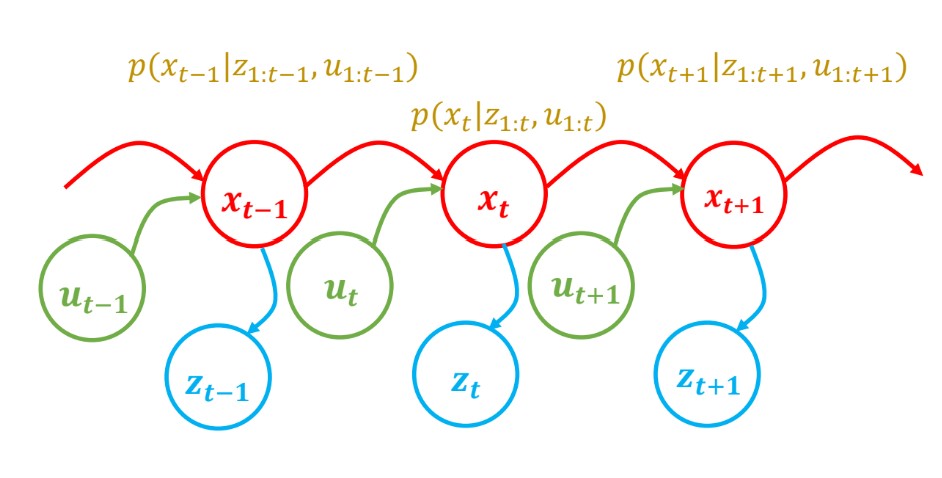 p(x_{t−1}|z_{1:t−1}, u_{1:t−1})
p(x_{t+1}|z_{1:t+1}, u_{1:t+1})
p(x_t|z_{1:t}, u_{1:t})
x_{t−1}
x_t
x_{t+1}
u_{t−1}
u_t
u_{t+1}
z_{t−1}
z_t
z_{t+1}